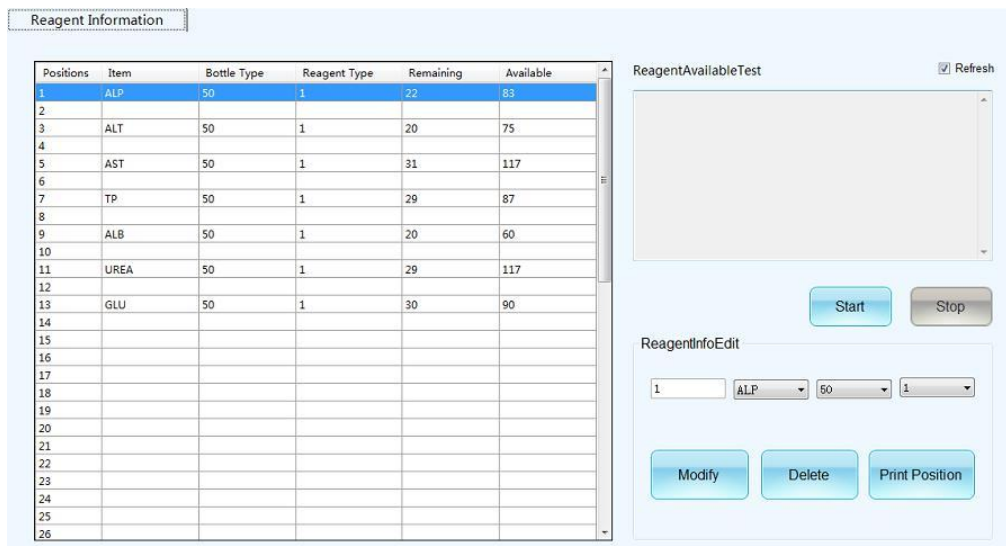 Reagent Information
Positions Item Bottle Type Reagent Type Remaining Available
1 ALP 50 1 22 83
2
3 ALT 50 1 20 75
4
5 AST 50 1 31 117
6
7 TP 50 1 29 87
8
9 ALB 50 1 20 60
10
11 UREA 50 1 29 117
12
13 GLU 50 1 30 90
14
15
16
17
18
19
20
21
22
23
24
25
26
ReagentAvailableTest Refresh
Start Stop
ReagentInfoEdit
1 ALP 50 1
Modify Delete Print Position